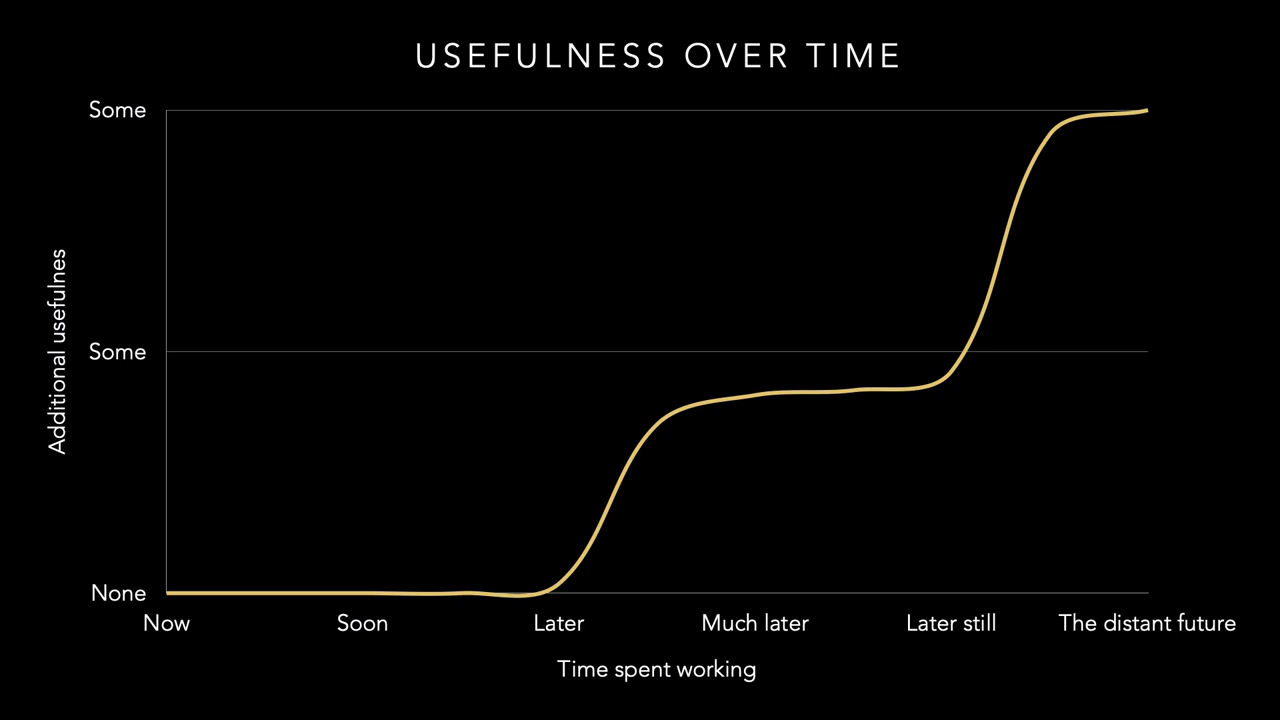 USEFULNESS OVER TIME
Some
Additional usefulnes
Some
None
Now
Soon
Later
Much later
Later still
The distant future
Time spent working